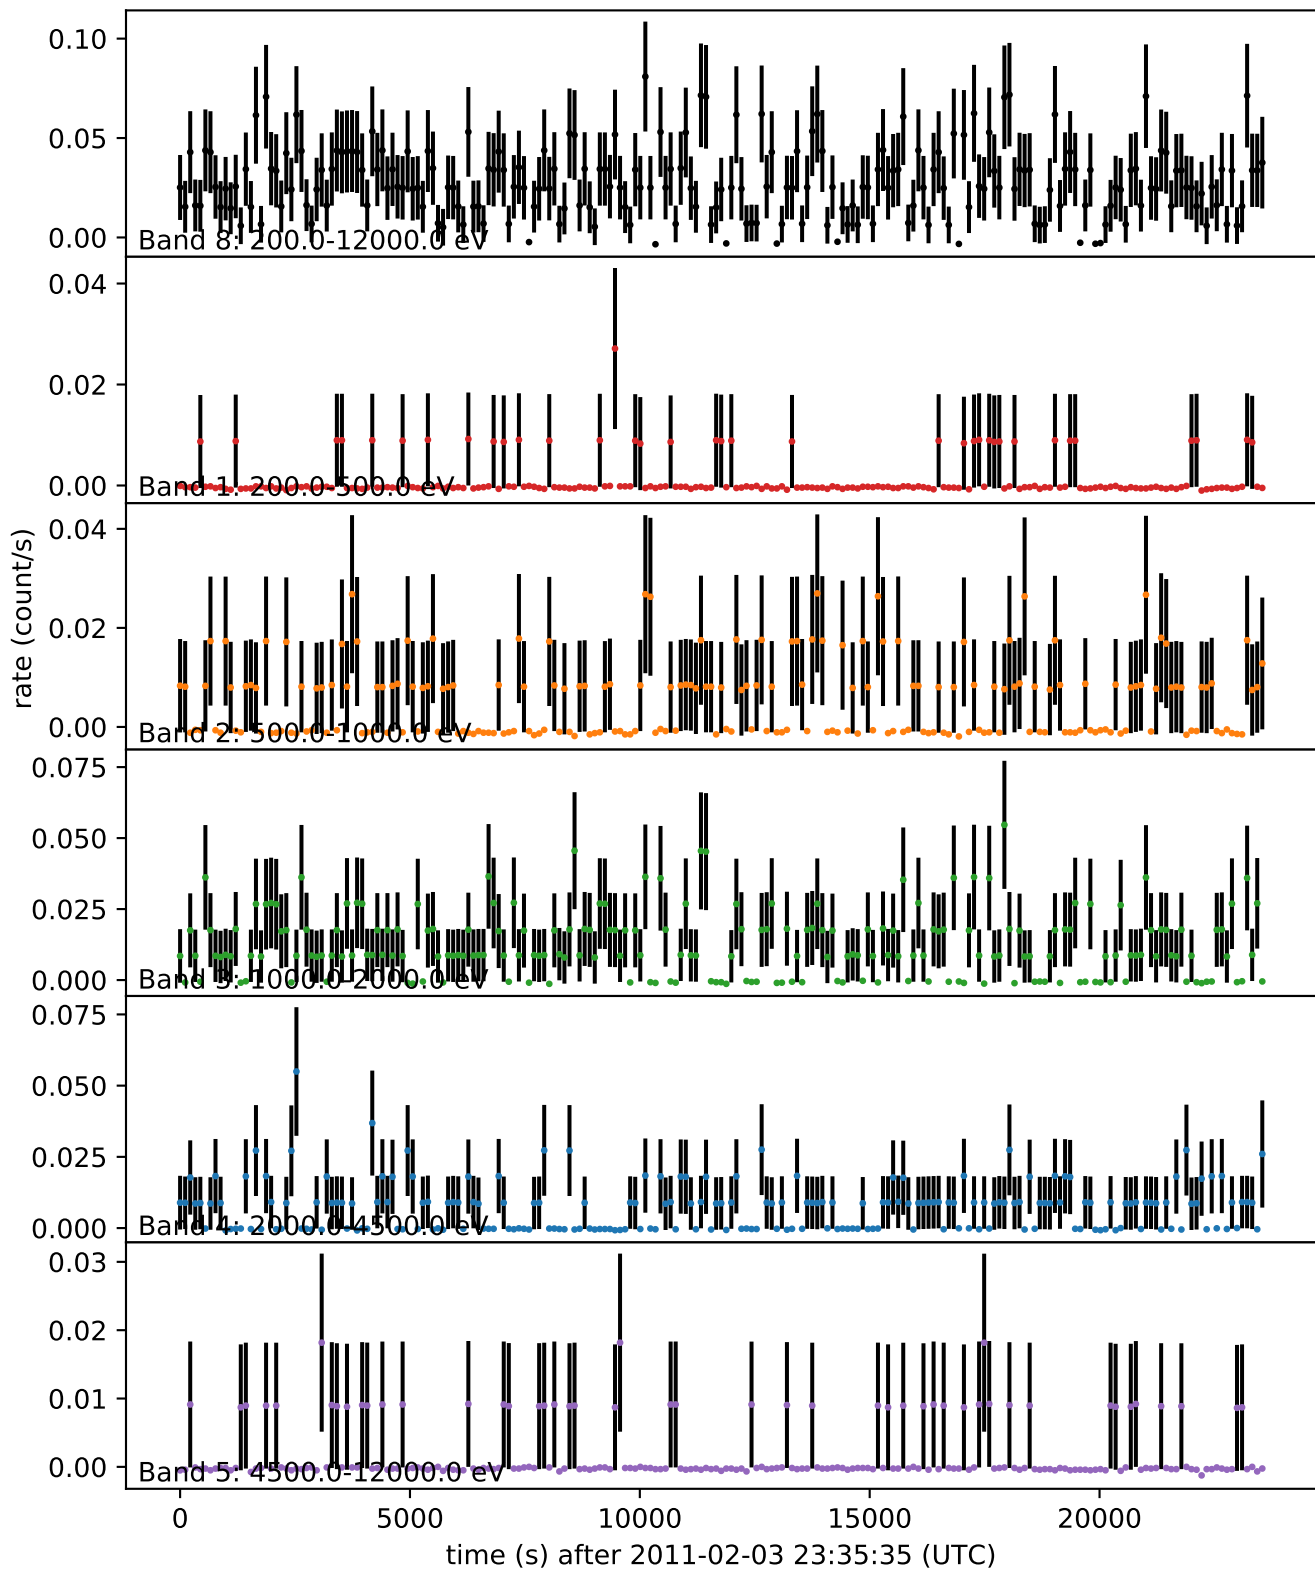 0.10
0.05
0.00
Band 8: 200.0-12000.0 eV
0.04
0.02
0.00
Band 1: 200.0-500.0 eV
rate (count/s)
0.04
0.02
0.00
Band 2: 500.0-1000.0 eV
0.075
0.050
0.025
0.000
Band 3: 1000.0-2000.0 eV
0.075
0.050
0.025
0.000
Band 4: 2000.0-4500.0 eV
0.03
0.02
0.01
0.00
Band 5: 4500.0-12000.0 eV
0 5000 10000 15000 20000
time (s) after 2011-02-03 23:35:35 (UTC)